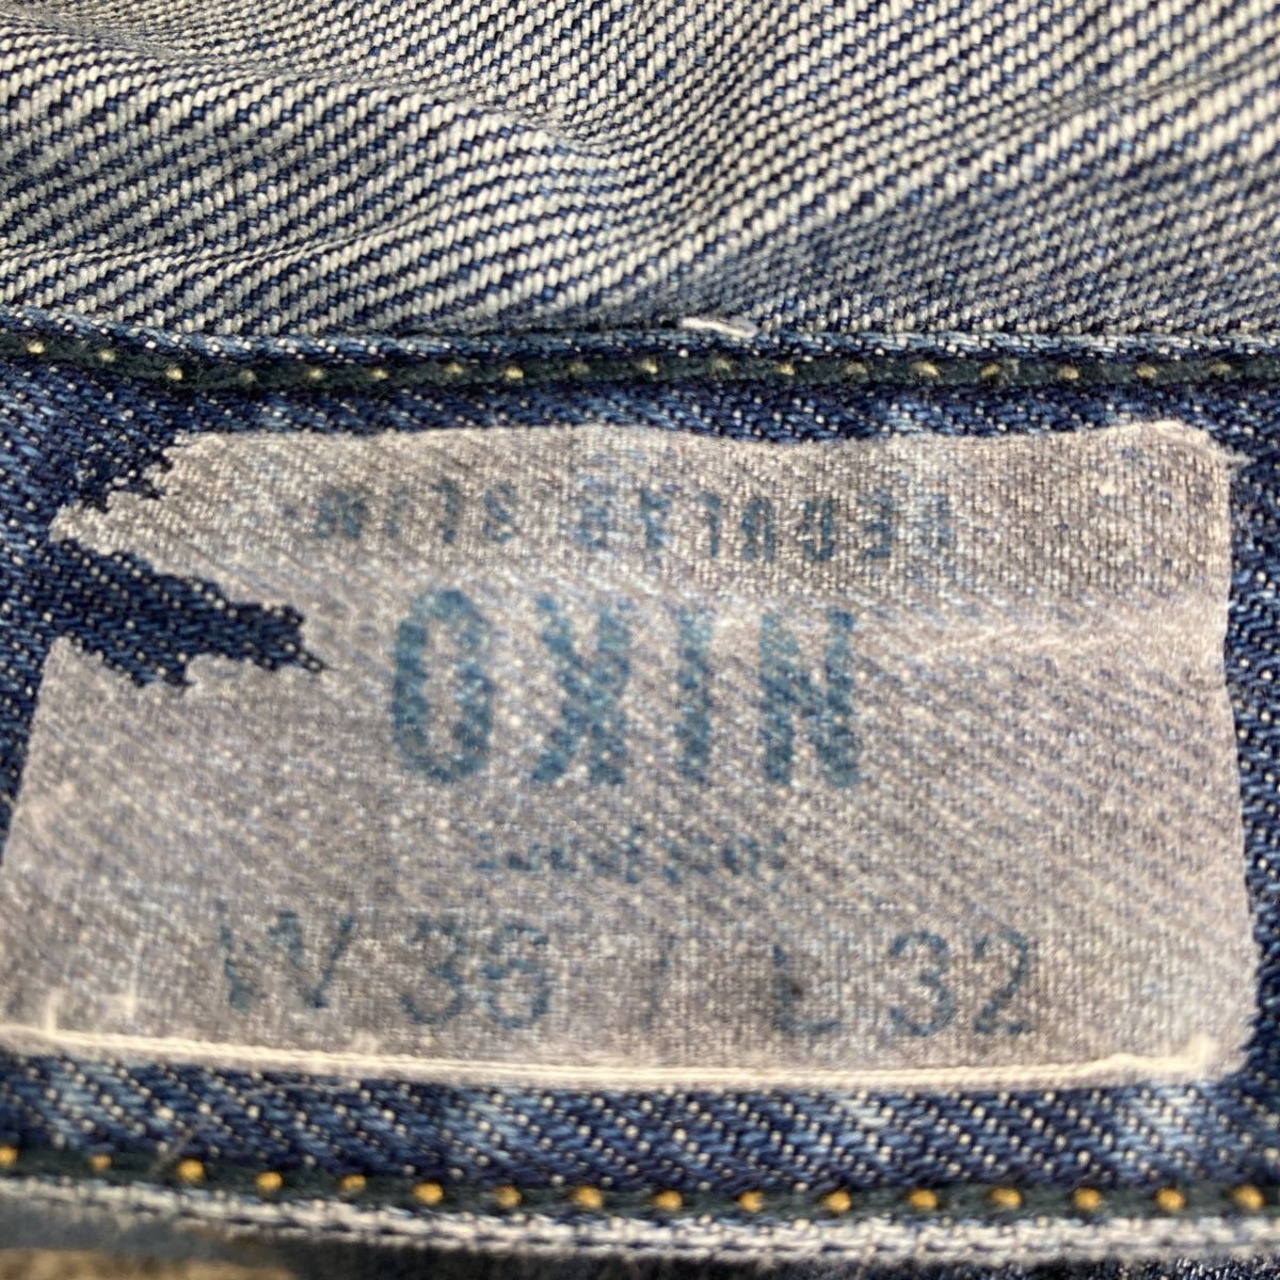 REGULAR SLIM
NIKO
W 36 / L 32